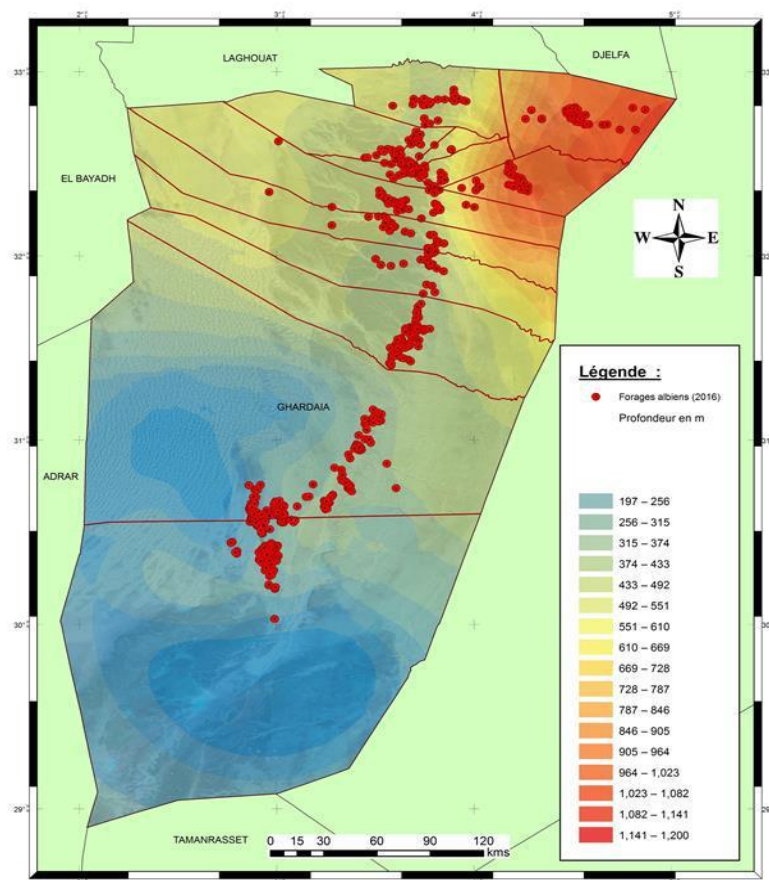 2°
3°
4°
5°
LAGHOUAT
DJELFA
33°
EL BAYADH
N
W E
S
32°
Légende :
Forages albiens (2016)
Profondeur en m
GHARDAIA
31°
ADRAR
197 – 256
256 – 315
315 – 374
374 – 433
433 – 492
492 – 551
551 – 610
610 – 669
669 – 728
728 – 787
787 – 846
846 – 905
905 – 964
964 – 1,023
1,023 – 1,082
1,082 – 1,141
1,141 – 1,200
30°
29°
TAMANRASSET
0 15 30 60 90 120
kms